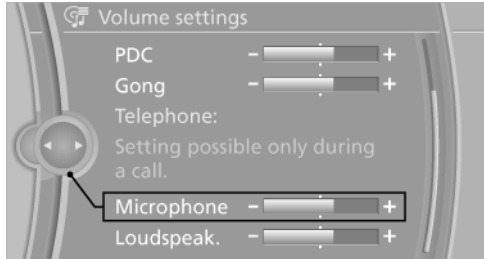 Volume settings
PDC - +
Gong - +
Telephone:
Setting possible only during
a call.
Microphone - +
Loudspeak. - +